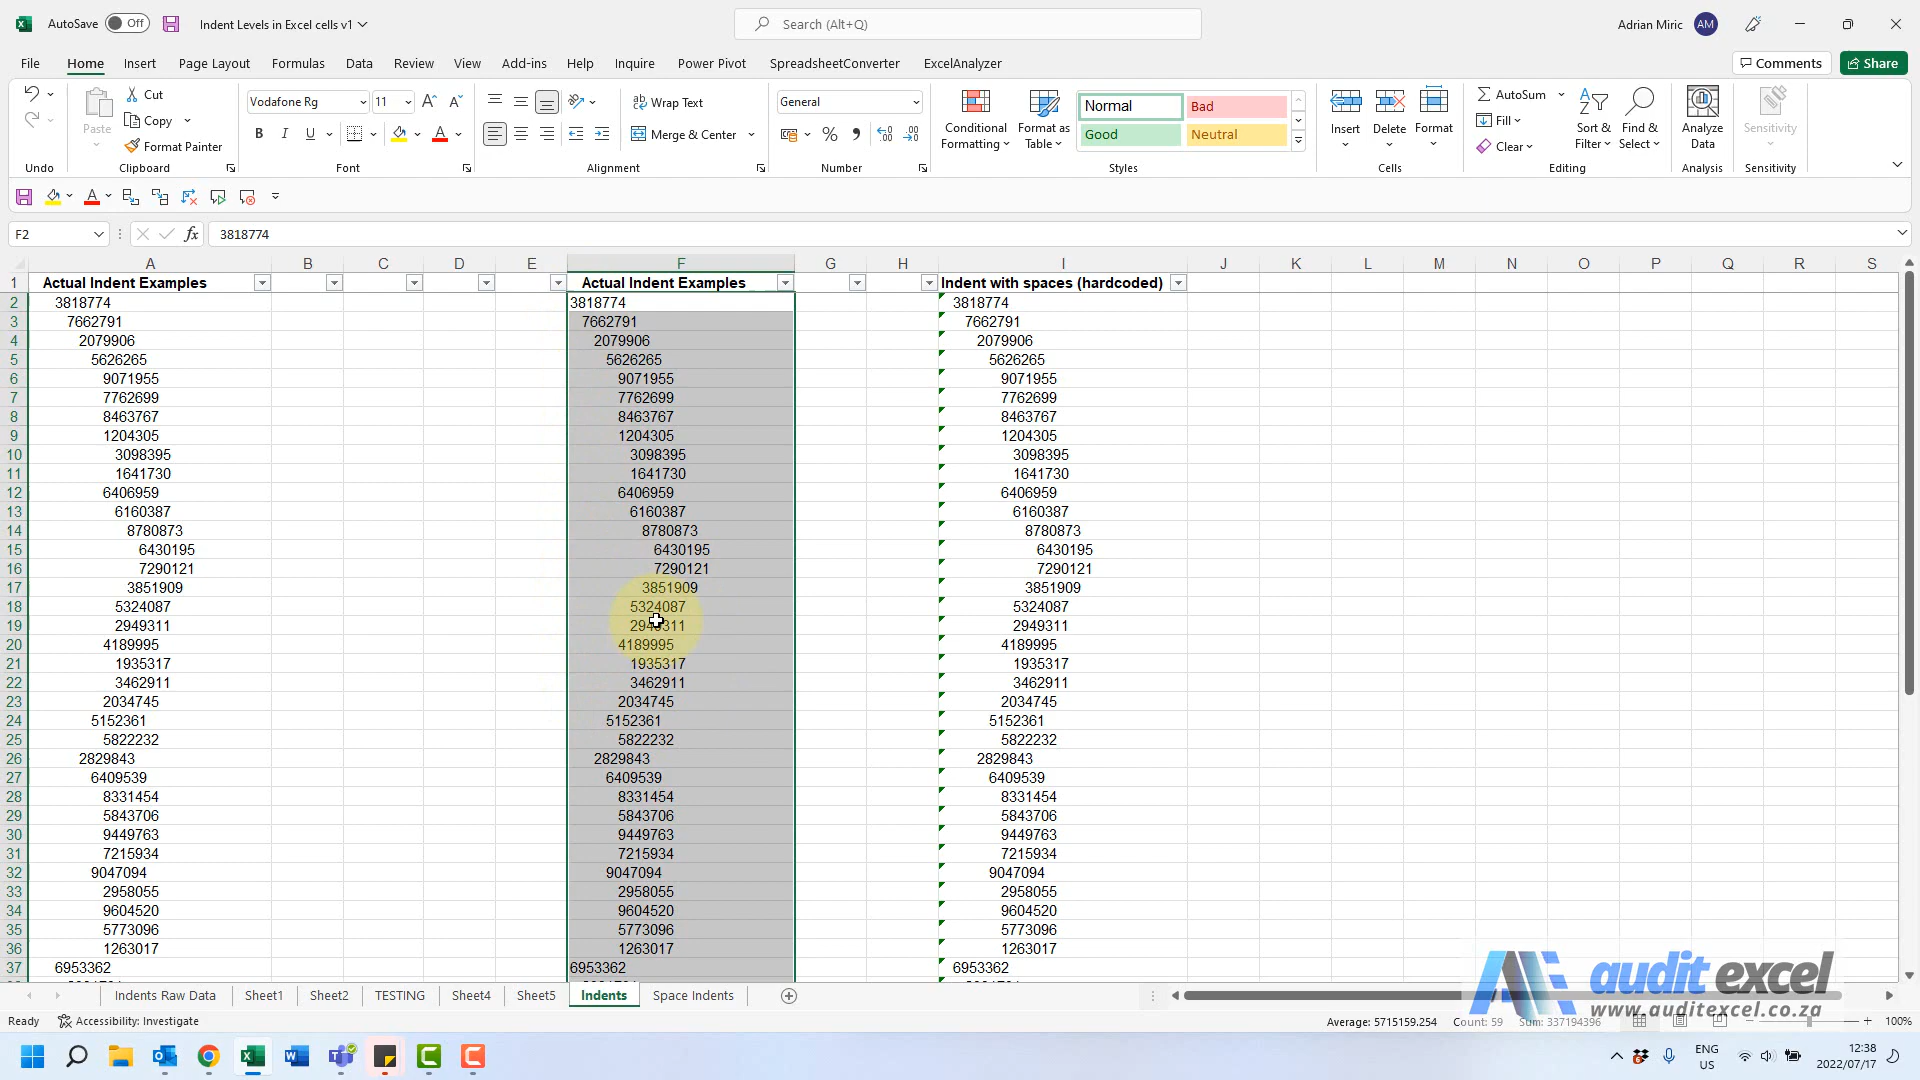 AutoSave Off Indent Levels in Excel cells v1 Search (Alt+Q) Adrian Miric AM
File Home Insert Page Layout Formulas Data Review View Add-ins Help Inquire Power Pivot SpreadsheetConverter ExcelAnalyzer Comments Share
Cut Vodafone Rg 11 Wrap Text General Normal Bad AutoSum
Paste Copy Merge & Center Conditional Formatting Format as Table Good Neutral Insert Delete Format Fill Sort & Filter Find & Select Analyze Data Sensitivity
Format Painter B I U Clear
Undo Clipboard Font Alignment Number Styles Cells Editing Analysis Sensitivity
F2 fx 3818774
A B C D E F G H I J K L M N O P Q R S
1 Actual Indent Examples Actual Indent Examples Indent with spaces (hardcoded)
2 3818774 3818774 3818774
3 7662791 7662791 7662791
4 2079906 2079906 2079906
5 5626265 5626265 5626265
6 9071955 9071955 9071955
7 7762699 7762699 7762699
8 8463767 8463767 8463767
9 1204305 1204305 1204305
10 3098395 3098395 3098395
11 1641730 1641730 1641730
12 6406959 6406959 6406959
13 6160387 6160387 6160387
14 8780873 8780873 8780873
15 6430195 6430195 6430195
16 7290121 7290121 7290121
17 3851909 3851909 3851909
18 5324087 5324087 5324087
19 2949311 2949311 2949311
20 4189995 4189995 4189995
21 1935317 1935317 1935317
22 3462911 3462911 3462911
23 2034745 2034745 2034745
24 5152361 5152361 5152361
25 5822232 5822232 5822232
26 2829843 2829843 2829843
27 6409539 6409539 6409539
28 8331454 8331454 8331454
29 5843706 5843706 5843706
30 9449763 9449763 9449763
31 7215934 7215934 7215934
32 9047094 9047094 9047094
33 2958055 2958055 2958055
34 9604520 9604520 9604520
35 5773096 5773096 5773096
36 1263017 1263017 1263017
37 6953362 6953362 6953362
audit excel
www.auditexcel.co.za
Indents Raw Data Sheet1 Sheet2 TESTING Sheet4 Sheet5 Indents Space Indents
Ready Accessibility: Investigate Average: 5715159.254 Count: 59 Sum: 337194396 100%
ENG US 12:38 2022/07/17